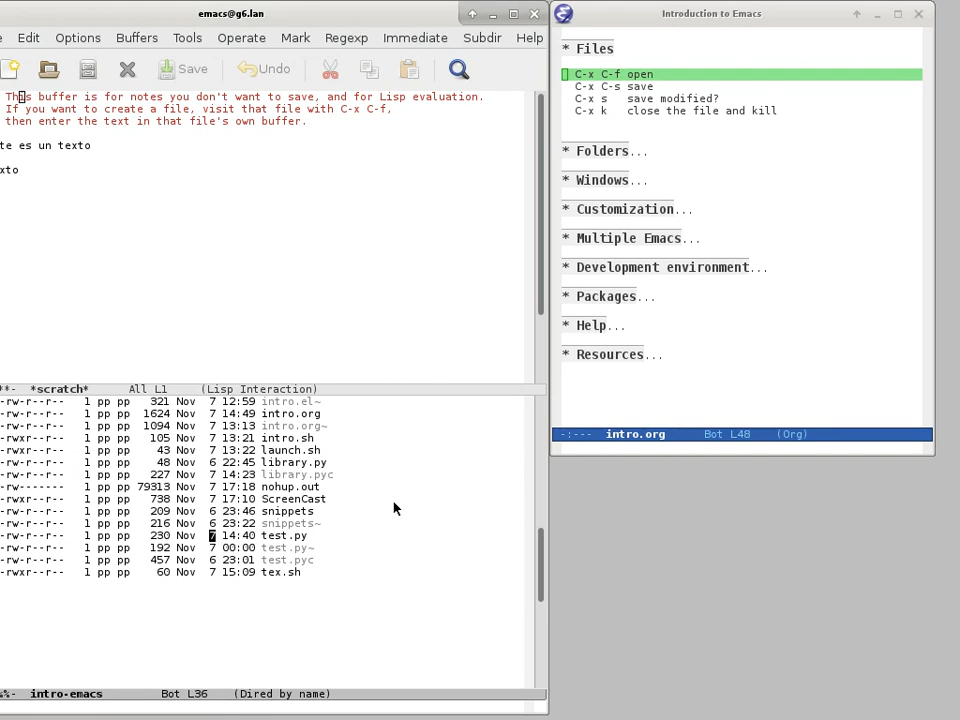 emacs@g6.lan
Edit Options Buffers Tools Operate Mark Regexp Immediate Subdir Help
Save Undo
This buffer is for notes you don't want to save, and for Lisp evaluation.
If you want to create a file, visit that file with C-x C-f,
then enter the text in that file's own buffer.
te es un texto
xto
**- *scratch* All L1 (Lisp Interaction)
-rw-r--r-- 1 pp pp 321 Nov 7 12:59 intro.el~
-rw-r--r-- 1 pp pp 1624 Nov 7 14:49 intro.org
-rw-r--r-- 1 pp pp 1094 Nov 7 13:13 intro.org~
-rwxr--r-- 1 pp pp 105 Nov 7 13:21 intro.sh
-rwxr--r-- 1 pp pp 43 Nov 7 13:22 launch.sh
-rw-r--r-- 1 pp pp 48 Nov 6 22:45 library.py
-rw-r--r-- 1 pp pp 227 Nov 7 14:23 library.pyc
-rw------- 1 pp pp 79313 Nov 7 17:18 nohup.out
-rwxr--r-- 1 pp pp 738 Nov 7 17:10 ScreenCast
-rw-r--r-- 1 pp pp 209 Nov 6 23:46 snippets
-rw-r--r-- 1 pp pp 216 Nov 6 23:22 snippets~
-rw-r--r-- 1 pp pp 230 Nov 7 14:40 test.py
-rw-r--r-- 1 pp pp 192 Nov 7 00:00 test.py~
-rw-r--r-- 1 pp pp 457 Nov 6 23:01 test.pyc
-rwxr--r-- 1 pp pp 60 Nov 7 15:09 tex.sh
%%- intro-emacs Bot L36 (Dired by name)
Introduction to Emacs
* Files
C-x C-f open
C-x C-s save
C-x s save modified?
C-x k close the file and kill
* Folders...
* Windows...
* Customization...
* Multiple Emacs...
* Development environment...
* Packages...
* Help...
* Resources...
-:--- intro.org Bot L48 (Org)